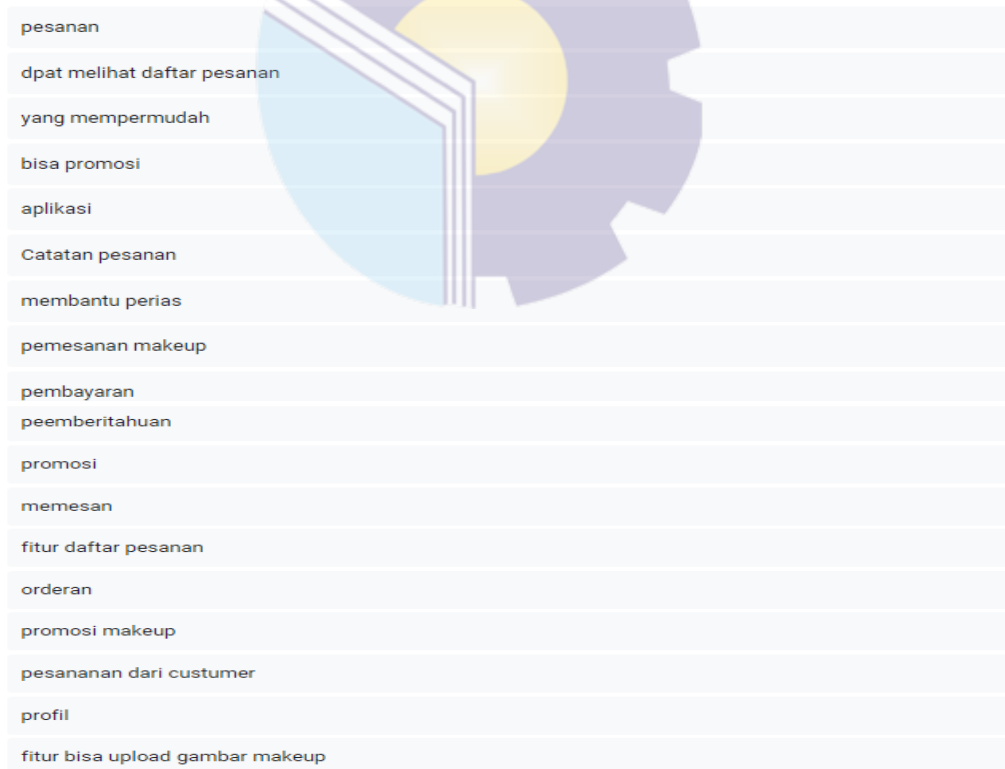 pesanan
dpat melihat daftar pesanan
yang mempermudah
bisa promosi
aplikasi
Catatan pesanan
membantu perias
pemesanan makeup
pembayaran
peemberitahuan
promosi
memesan
fitur daftar pesanan
orderan
promosi makeup
pesananan dari custumer
profil
fitur bisa upload gambar makeup